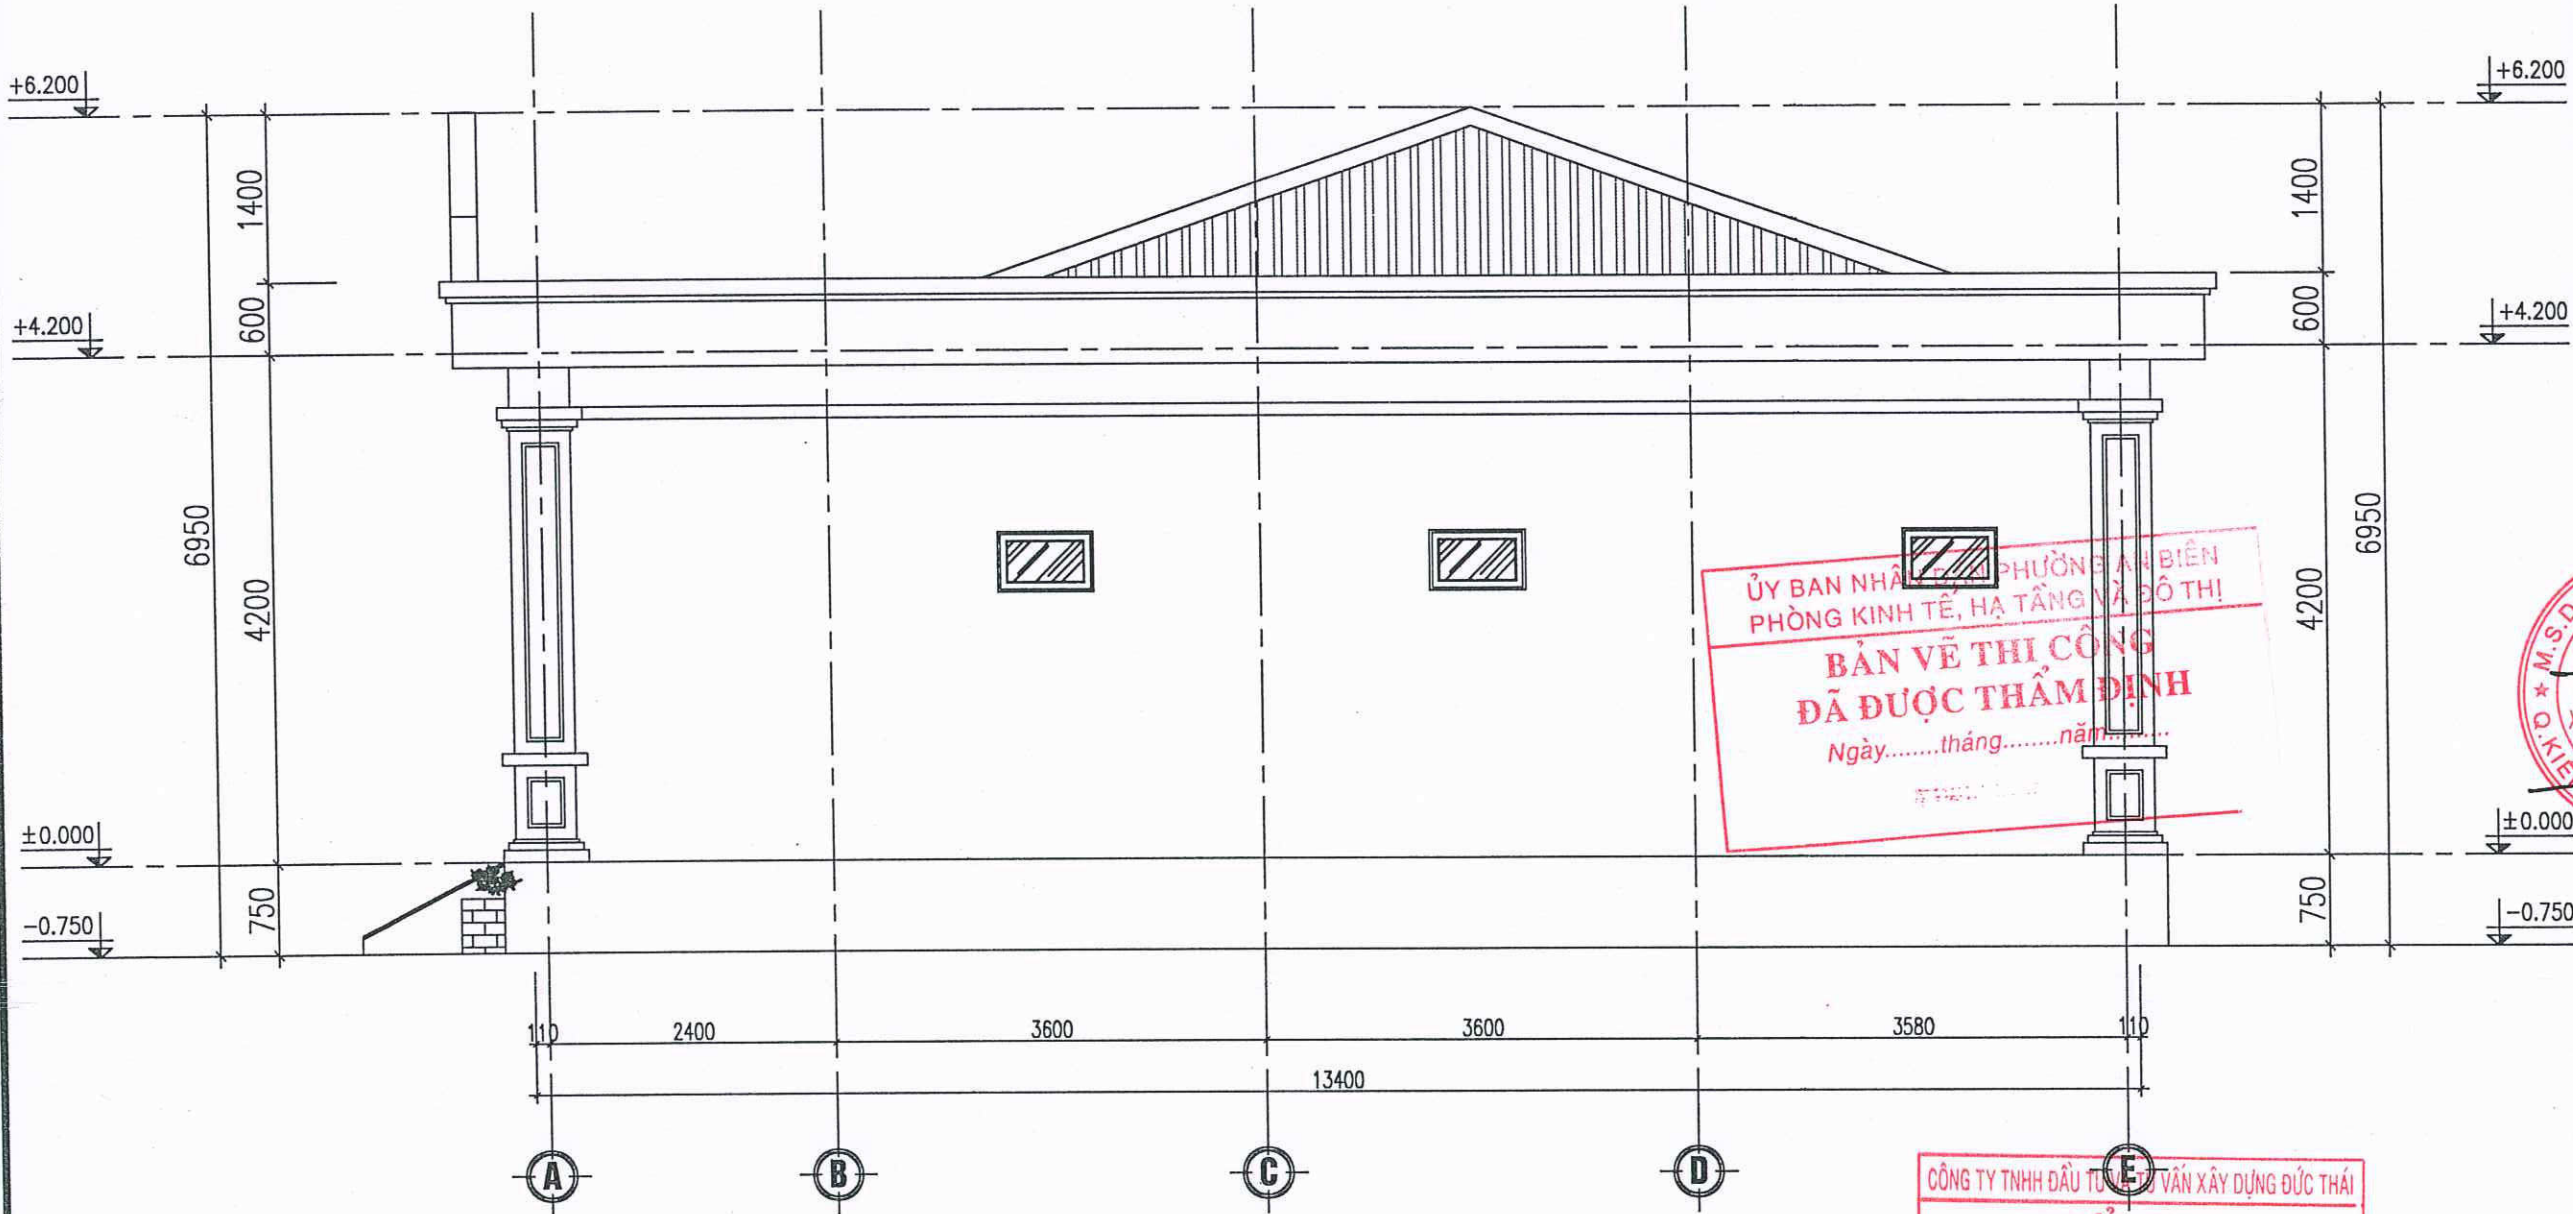 +6.200
+6.200
1400
1400
600
600
+4.200
+4.200
6950
6950
4200
4200
ỦY BAN NHÂN DÂN PHƯỜNG AN BIÊN
PHÒNG KINH TẾ, HẠ TẦNG VÀ ĐÔ THỊ
BẢN VẼ THI CÔNG
ĐÃ ĐƯỢC THẨM ĐỊNH
Ngày........tháng........năm.........
M.S.D
Q.KIẾ
±0.000
±0.000
750
750
-0.750
-0.750
110
2400
3600
3600
3580
110
13400
A
B
C
D
E
CÔNG TY TNHH ĐẦU TƯ VÀ TƯ VẤN XÂY DỰNG ĐỨC THÁI